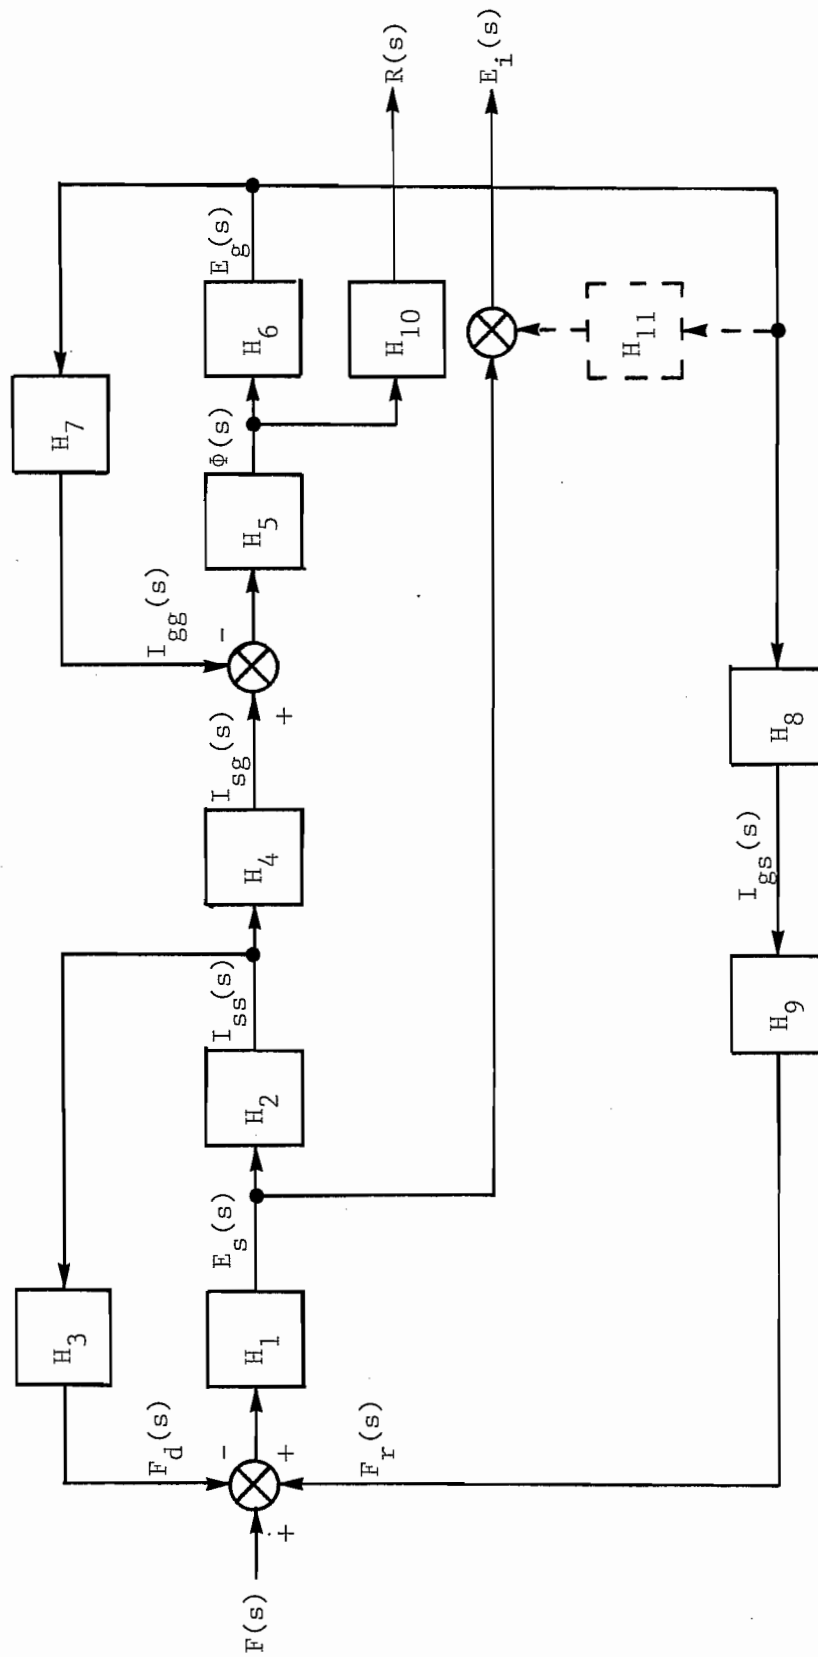 F(s)
+
F_d(s)
-
+
F_r(s)
H_3
H_1
E_s(s)
H_2
I_ss(s)
H_4
I_sg(s)
+
-
I_gg(s)
H_7
H_5
Φ(s)
H_6
E_g(s)
H_10
R(s)
E_i(s)
H_11
H_8
I_gs(s)
H_9